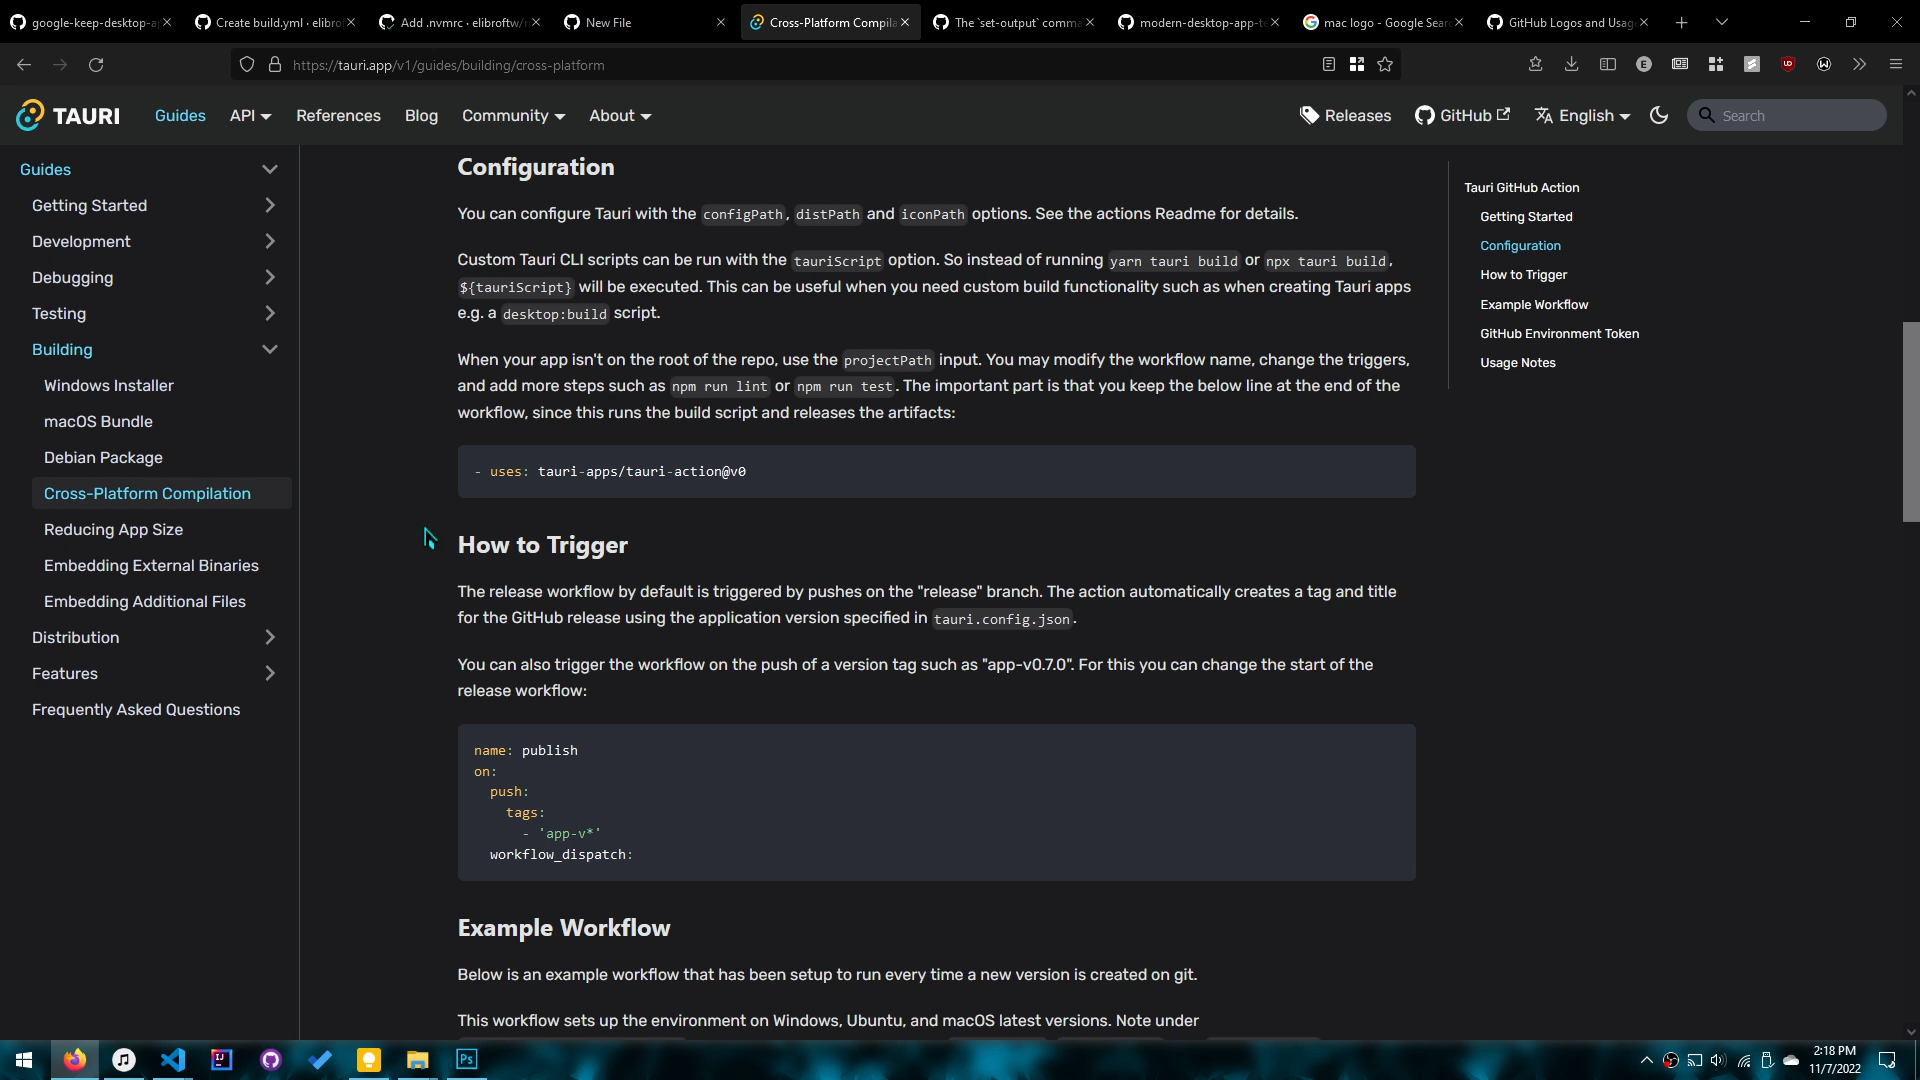 google-keep-desktop-a
Create build.yml · elibrof
Add .nvmrc · elibroftw/m
New File
Cross-Platform Compila
The `set-output` comma
modern-desktop-app-te
mac logo - Google Searc
GitHub Logos and Usag
https://tauri.app/v1/guides/building/cross-platform
TAURI
Guides
API
References
Blog
Community
About
Releases
GitHub
English
Search
Guides
Getting Started
Development
Debugging
Testing
Building
Windows Installer
macOS Bundle
Debian Package
Cross-Platform Compilation
Reducing App Size
Embedding External Binaries
Embedding Additional Files
Distribution
Features
Frequently Asked Questions
Configuration
You can configure Tauri with the configPath, distPath and iconPath options. See the actions Readme for details.
Custom Tauri CLI scripts can be run with the tauriScript option. So instead of running yarn tauri build or npx tauri build,
${tauriScript} will be executed. This can be useful when you need custom build functionality such as when creating Tauri apps
e.g. a desktop:build script.
When your app isn't on the root of the repo, use the projectPath input. You may modify the workflow name, change the triggers,
and add more steps such as npm run lint or npm run test. The important part is that you keep the below line at the end of the
workflow, since this runs the build script and releases the artifacts:
- uses: tauri-apps/tauri-action@v0
How to Trigger
The release workflow by default is triggered by pushes on the "release" branch. The action automatically creates a tag and title
for the GitHub release using the application version specified in tauri.config.json.
You can also trigger the workflow on the push of a version tag such as "app-v0.7.0". For this you can change the start of the
release workflow:
name: publish
on:
push:
tags:
- 'app-v*'
workflow_dispatch:
Example Workflow
Below is an example workflow that has been setup to run every time a new version is created on git.
This workflow sets up the environment on Windows, Ubuntu, and macOS latest versions. Note under
Tauri GitHub Action
Getting Started
Configuration
How to Trigger
Example Workflow
GitHub Environment Token
Usage Notes
IJ
Ps
2:18 PM
11/7/2022